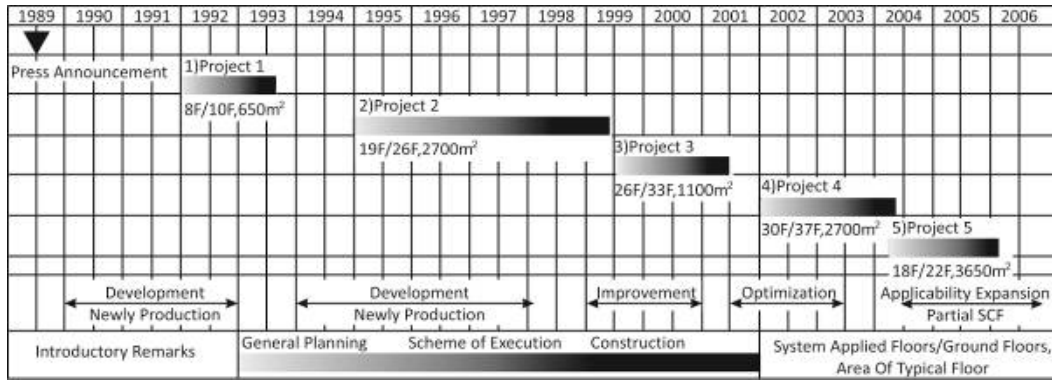 1989 1990 1991 1992 1993 1994 1995 1996 1997 1998 1999 2000 2001 2002 2003 2004 2005 2006
Press Announcement
1)Project 1
8F/10F,650m²
2)Project 2
19F/26F,2700m²
3)Project 3
26F/33F,1100m²
4)Project 4
30F/37F,2700m²
5)Project 5
18F/22F,3650m²
Development
Newly Production
Development
Newly Production
Improvement
Optimization
Applicability Expansion
Partial SCF
Introductory Remarks
General Planning
Scheme of Execution
Construction
System Applied Floors/Ground Floors,
Area Of Typical Floor